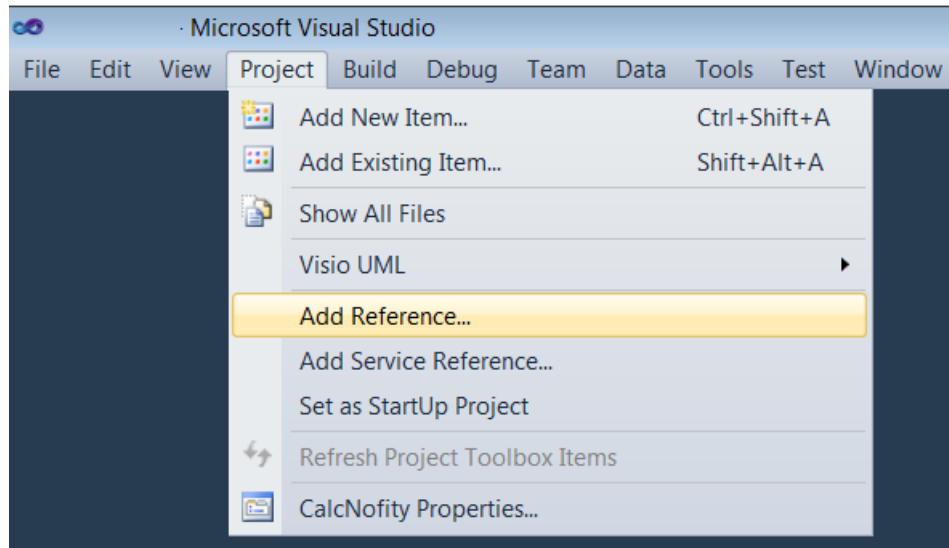 - Microsoft Visual Studio
File Edit View Project Build Debug Team Data Tools Test Window
Add New Item... Ctrl+Shift+A
Add Existing Item... Shift+Alt+A
Show All Files
Visio UML
Add Reference...
Add Service Reference...
Set as StartUp Project
Refresh Project Toolbox Items
CalcNofity Properties...